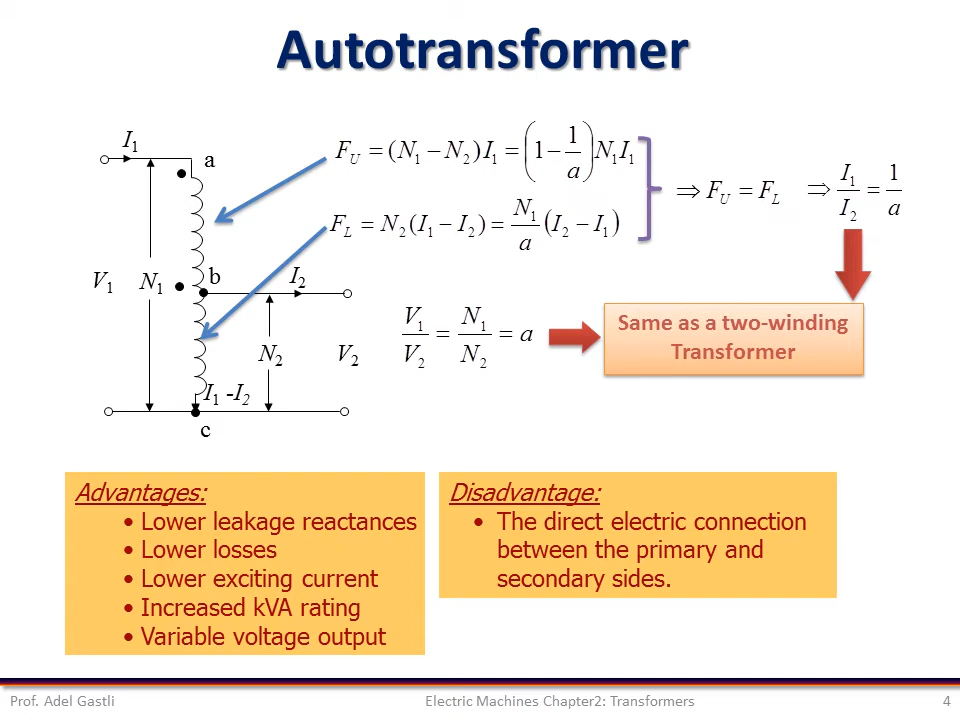 Autotransformer
I₁
a
F_U = (N₁ − N₂)I₁ = (1 − 1/a) N₁I₁
F_L = N₂(I₁ − I₂) = N₁/a (I₂ − I₁)
⇒ F_U = F_L ⇒ I₁/I₂ = 1/a
V₁ N₁
b
I₂
N₂
V₂
I₁ -I₂
c
V₁/V₂ = N₁/N₂ = a
Same as a two-winding
Transformer
Advantages:
• Lower leakage reactances
• Lower losses
• Lower exciting current
• Increased kVA rating
• Variable voltage output
Disadvantage:
• The direct electric connection
between the primary and
secondary sides.
Prof. Adel Gastli
Electric Machines Chapter2: Transformers
4